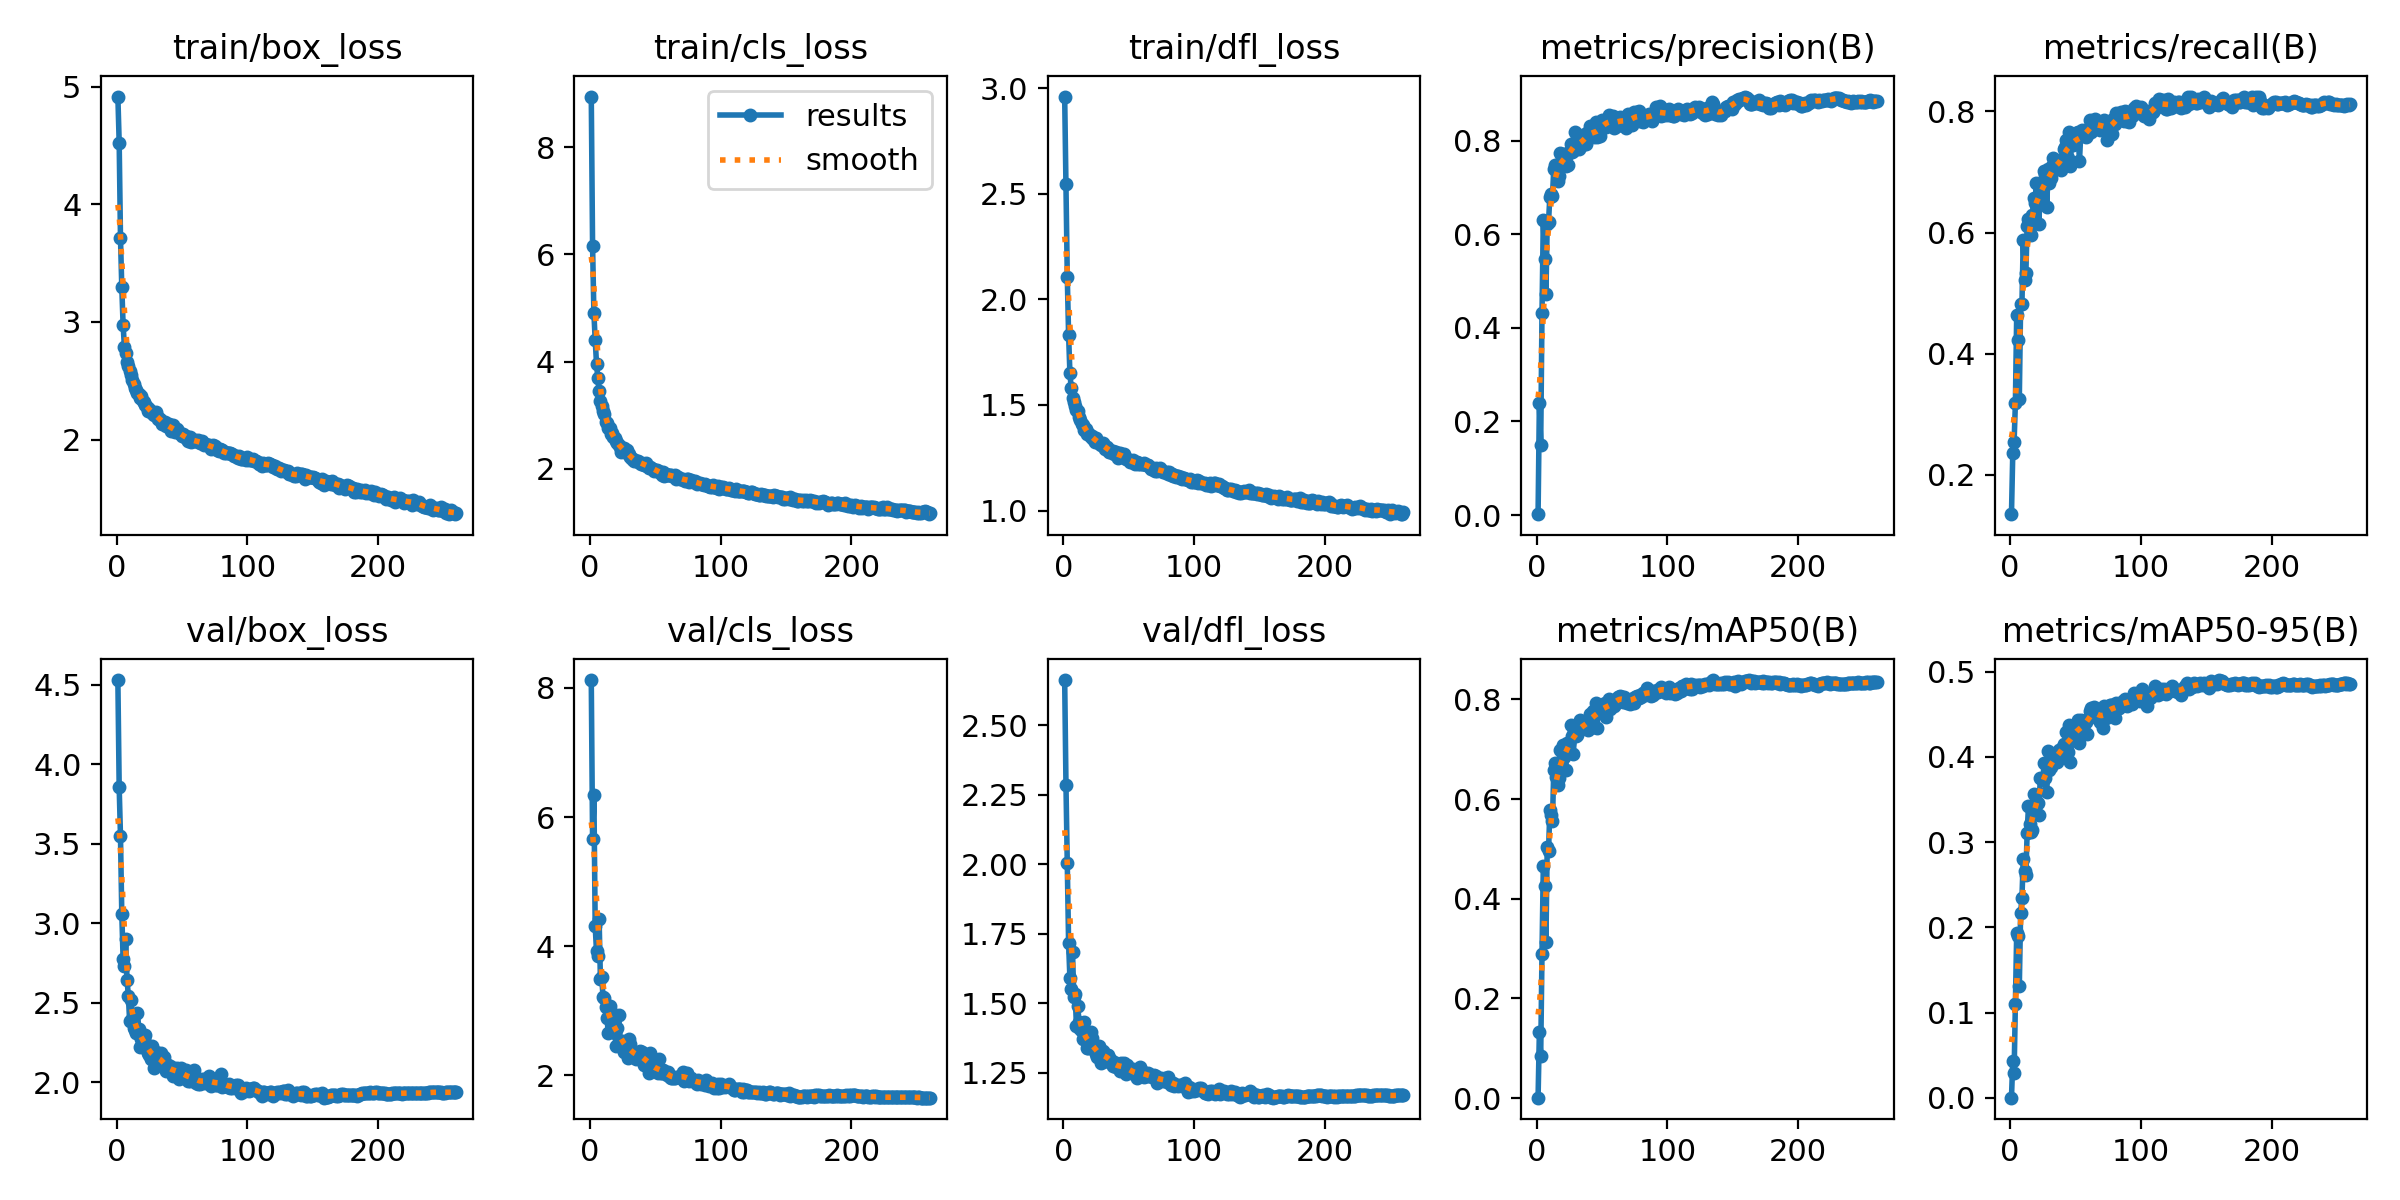 train/box_loss
5
4
3
2
0 100 200
train/cls_loss
results
smooth
8
6
4
2
0 100 200
train/dfl_loss
3.0
2.5
2.0
1.5
1.0
0 100 200
metrics/precision(B)
0.8
0.6
0.4
0.2
0.0
0 100 200
metrics/recall(B)
0.8
0.6
0.4
0.2
0 100 200
val/box_loss
4.5
4.0
3.5
3.0
2.5
2.0
0 100 200
val/cls_loss
8
6
4
2
0 100 200
val/dfl_loss
2.50
2.25
2.00
1.75
1.50
1.25
0 100 200
metrics/mAP50(B)
0.8
0.6
0.4
0.2
0.0
0 100 200
metrics/mAP50-95(B)
0.5
0.4
0.3
0.2
0.1
0.0
0 100 200